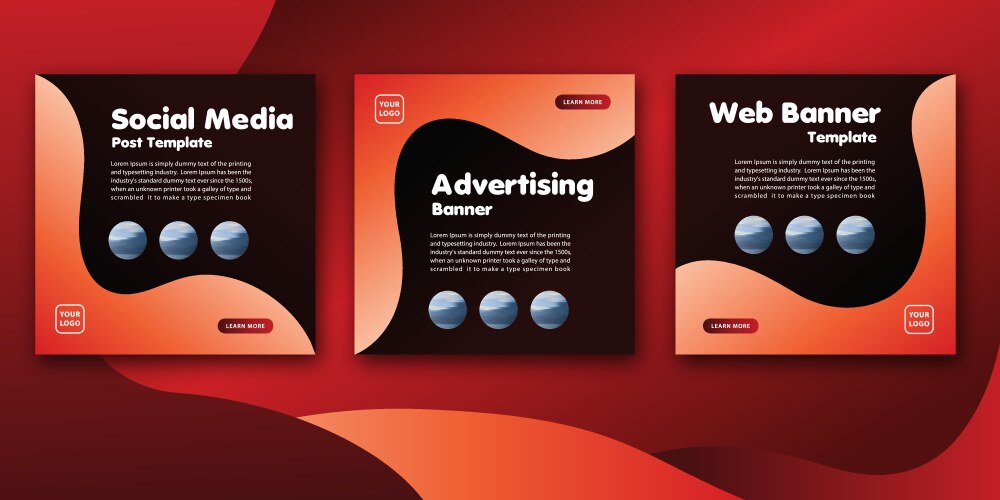 Social Media
Post Template
Lorem Ipsum is simply dummy text of the printing
and typesetting industry. Lorem Ipsum has been
the industry's standard dummy text ever since the 1500s,
when an unknown printer took a galley of type and
scrambled it to make a type specimen book
YOUR
LOGO
LEARN MORE
YOUR
LOGO
LEARN MORE
Advertising
Banner
Lorem Ipsum is simply dummy text of the printing
and typesetting industry. Lorem Ipsum has been
the industry's standard dummy text ever since the 1500s,
when an unknown printer took a galley of type and
scrambled it to make a type specimen book
Web Banner
Template
Lorem Ipsum is simply dummy text of the printing
and typesetting industry. Lorem Ipsum has been
the industry's standard dummy text ever since the 1500s,
when an unknown printer took a galley of type and
scrambled it to make a type specimen book
LEARN MORE
YOUR
LOGO